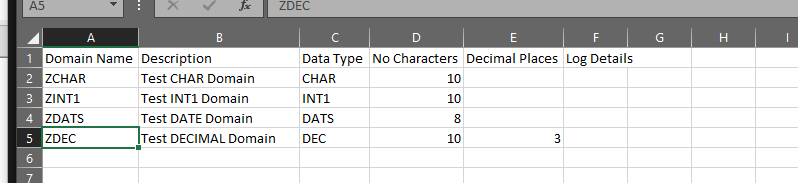 A5 ZDEC
A B C D E F G H I
1 Domain Name Description Data Type No Characters Decimal Places Log Details
2 ZCHAR Test CHAR Domain CHAR 10
3 ZINT1 Test INT1 Domain INT1 10
4 ZDATS Test DATE Domain DATS 8
5 ZDEC Test DECIMAL Domain DEC 10 3
6
7